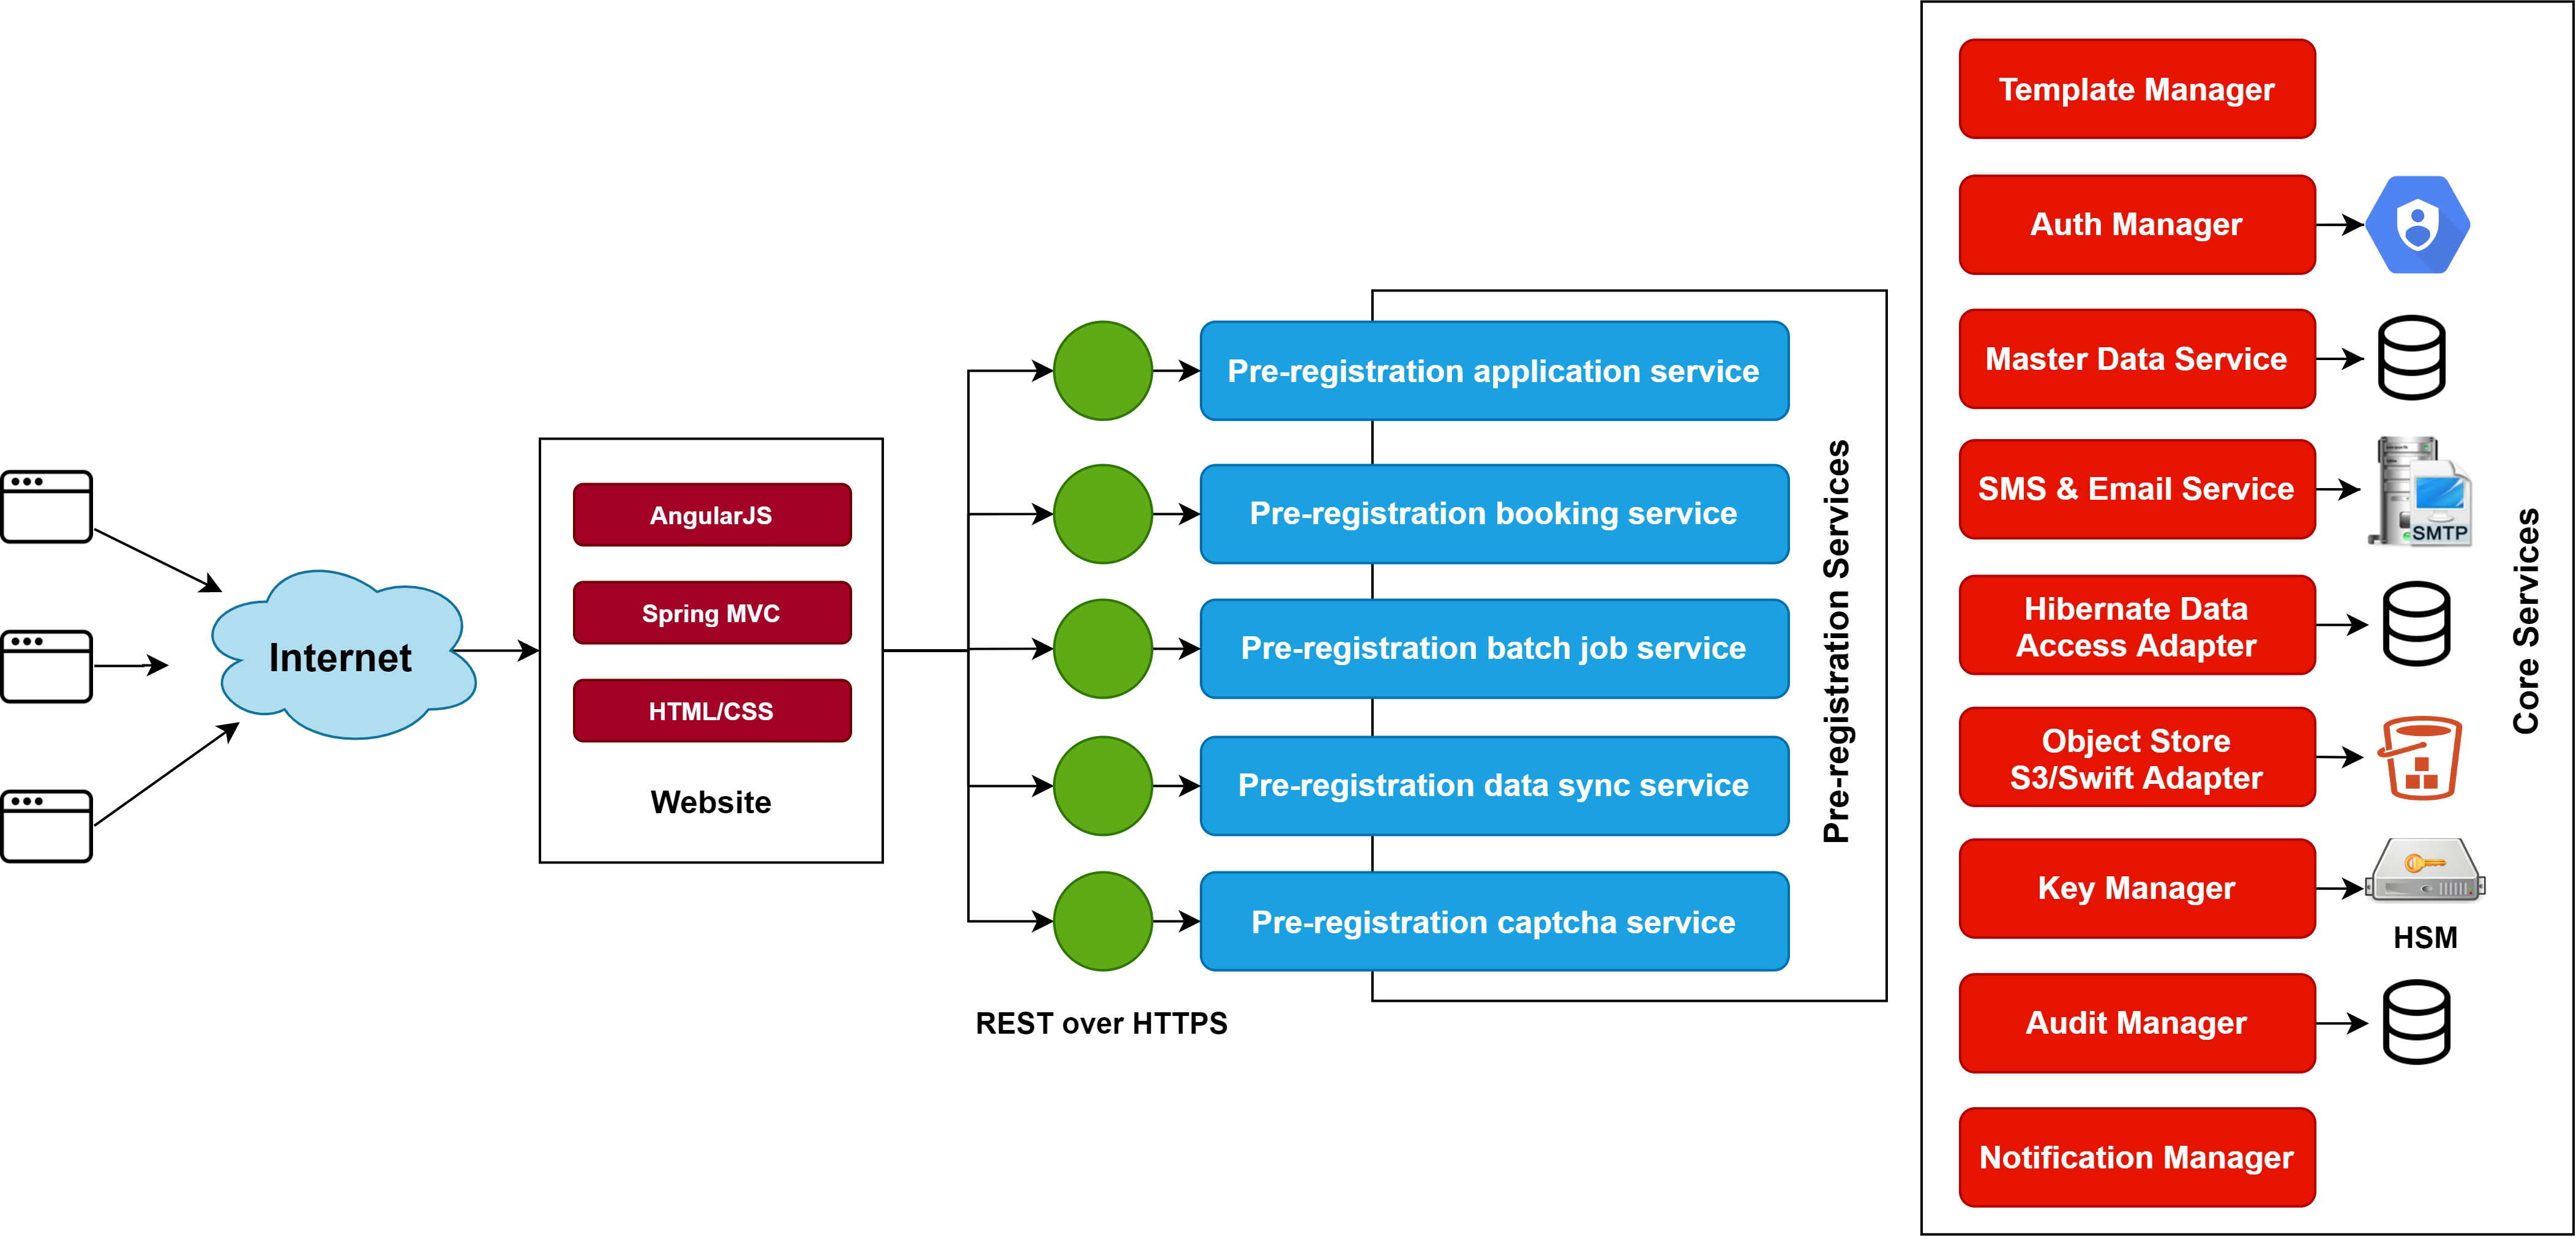 Internet
AngularJS
Spring MVC
HTML/CSS
Website
REST over HTTPS
Pre-registration application service
Pre-registration booking service
Pre-registration batch job service
Pre-registration data sync service
Pre-registration captcha service
Pre-registration Services
Template Manager
Auth Manager
Master Data Service
SMS & Email Service
SMTP
Hibernate Data
Access Adapter
Object Store
S3/Swift Adapter
Key Manager
HSM
Audit Manager
Notification Manager
Core Services